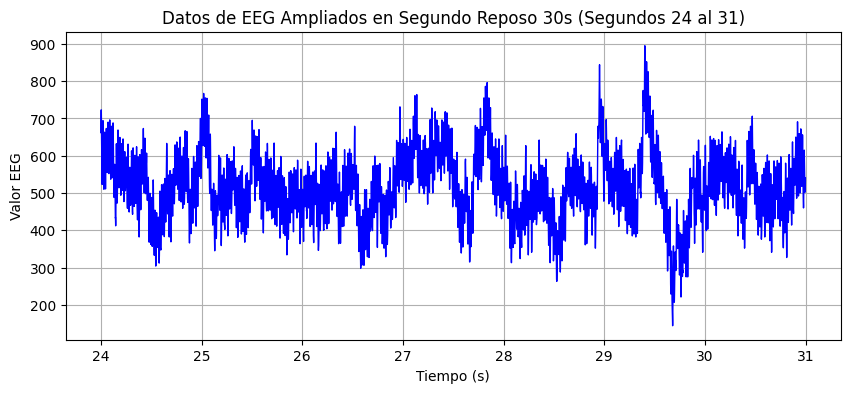 Datos de EEG Ampliados en Segundo Reposo 30s (Segundos 24 al 31)
Valor EEG
900
800
700
600
500
400
300
200
24 25 26 27 28 29 30 31
Tiempo (s)